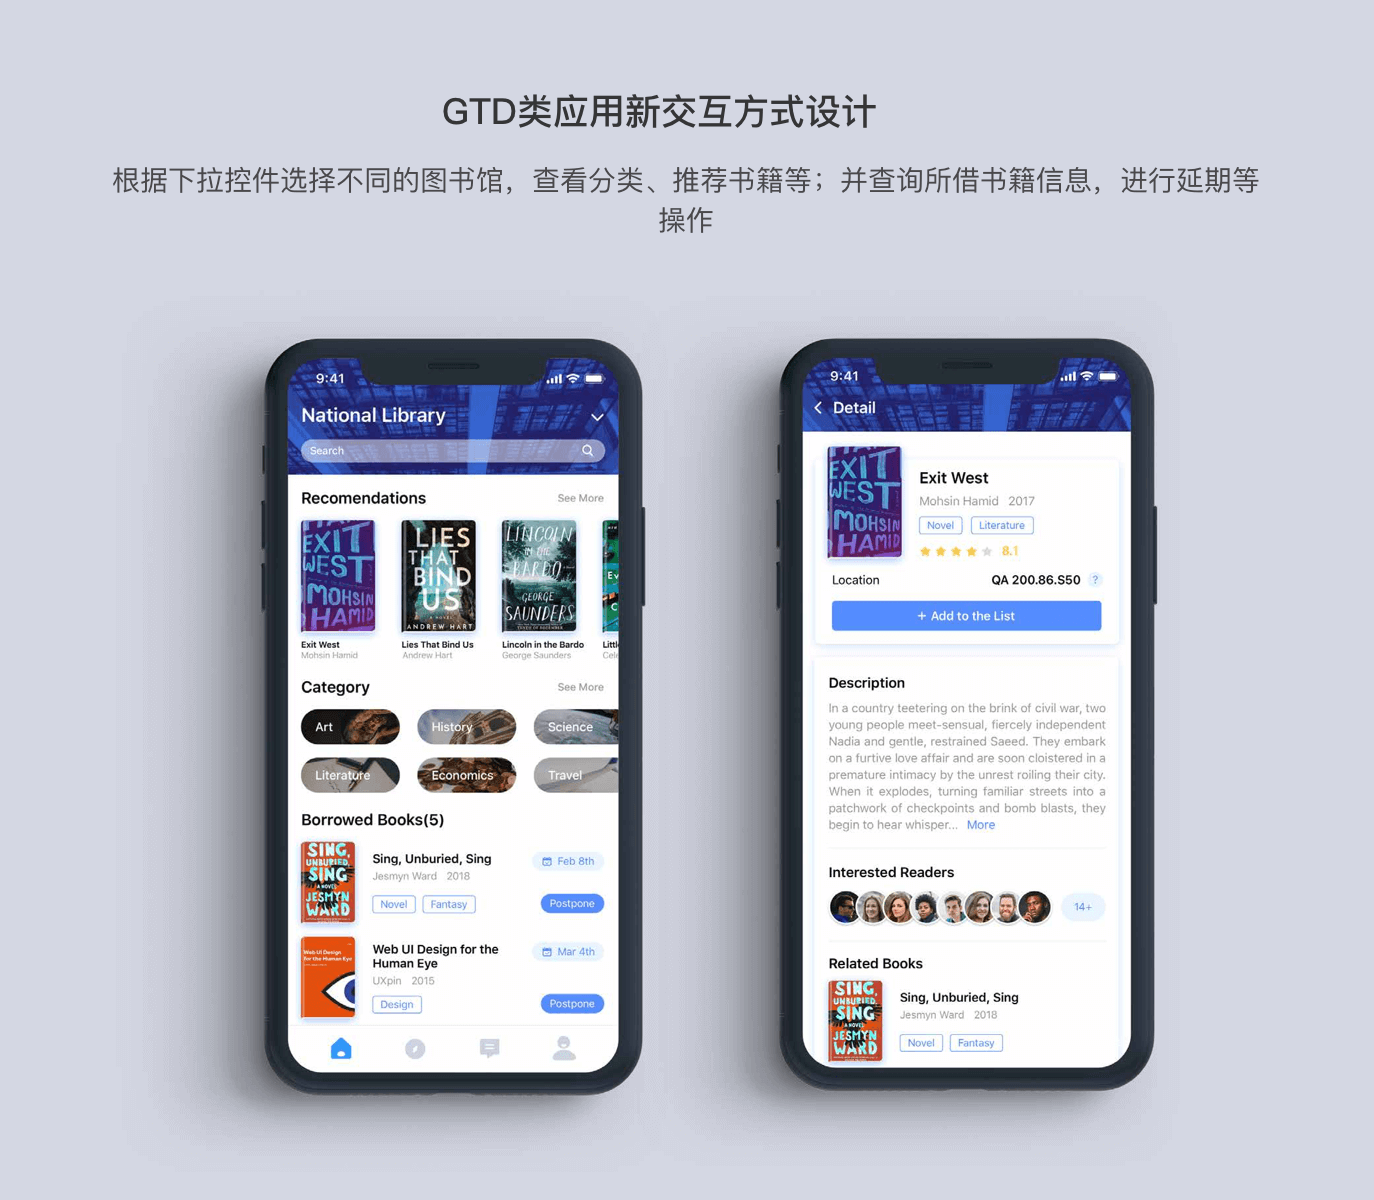 GTD类应用新交互方式设计
根据下拉控件选择不同的图书馆，查看分类、推荐书籍等；并查询所借书籍信息，进行延期等
操作
9:41
National Library
Search
Recomendations
See More
EXIT
WEST
MOHSIN
HAMID
LIES
THAT
BIND
US
A NOVEL
ANDREW HART
LINCOLN
IN THE
BARDO
GEORGE
SAUNDERS
Exit West
Mohsin Hamid
Lies That Bind Us
Andrew Hart
Lincoln in the Bardo
George Saunders
Littl
Cele
Category
See More
Art
History
Science
Literature
Economics
Travel
Borrowed Books(5)
SING,
UNBURIED,
SING
A NOVEL
JESMYN
WARD
Sing, Unburied, Sing
Jesmyn Ward 2018
Novel
Fantasy
Feb 8th
Postpone
Web UI Design
for the Human Eye
Web UI Design for the
Human Eye
UXpin 2015
Design
Mar 4th
Postpone
9:41
Detail
EXIT
WEST
MOHSIN
HAMID
Exit West
Mohsin Hamid 2017
Novel
Literature
8.1
Location
QA 200.86.S50
?
+ Add to the List
Description
In a country teetering on the brink of civil war, two
young people meet-sensual, fiercely independent
Nadia and gentle, restrained Saeed. They embark
on a furtive love affair and are soon cloistered in a
premature intimacy by the unrest roiling their city.
When it explodes, turning familiar streets into a
patchwork of checkpoints and bomb blasts, they
begin to hear whisper... More
Interested Readers
14+
Related Books
SING,
UNBURIED,
SING
A NOVEL
JESMYN
WARD
Sing, Unburied, Sing
Jesmyn Ward 2018
Novel
Fantasy